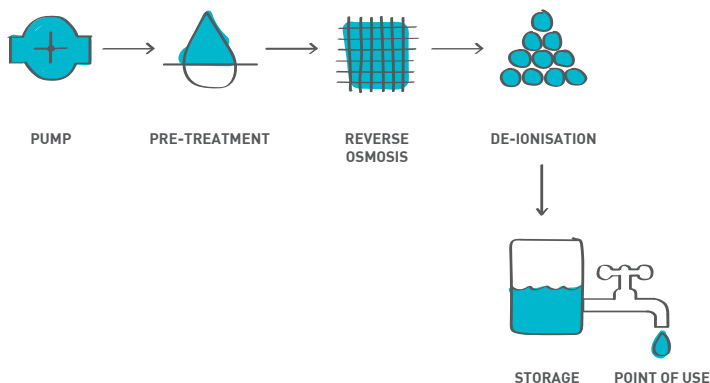 PUMP
PRE-TREATMENT
REVERSE
OSMOSIS
DE-IONISATION
STORAGE
POINT OF USE